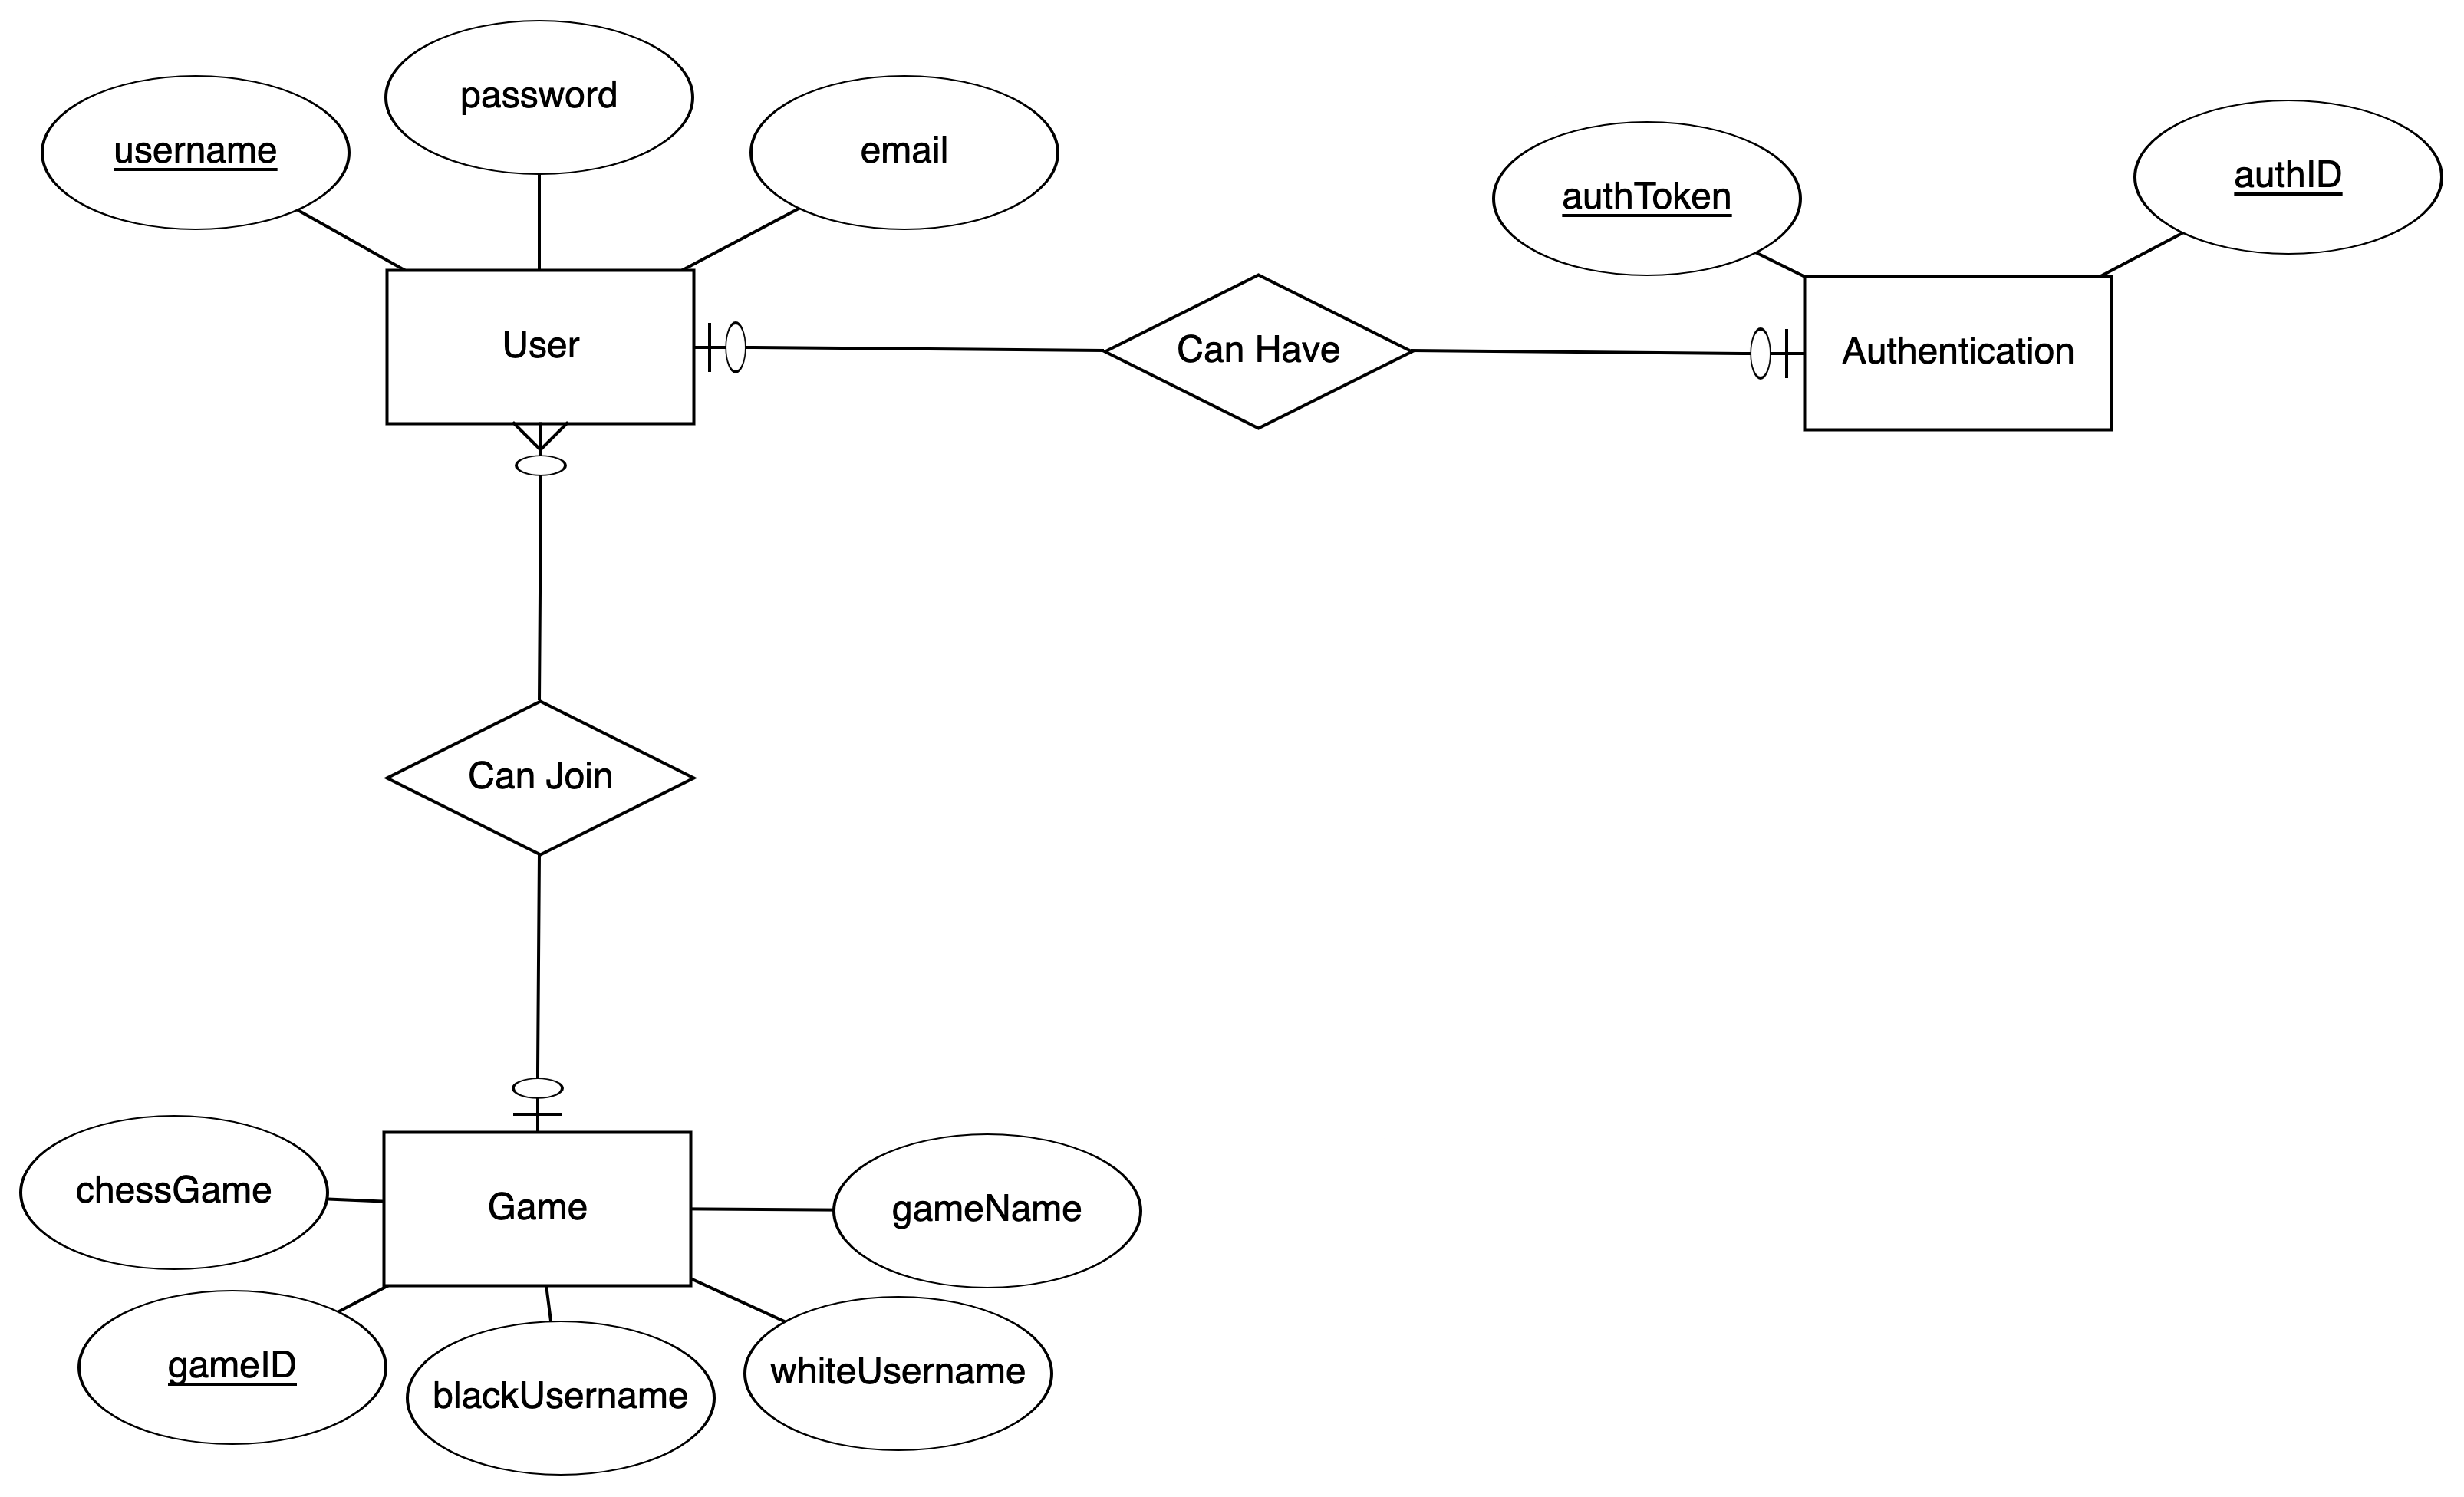 password
username
email
authToken
authID
User
Can Have
Authentication
Can Join
chessGame
Game
gameName
gameID
blackUsername
whiteUsername